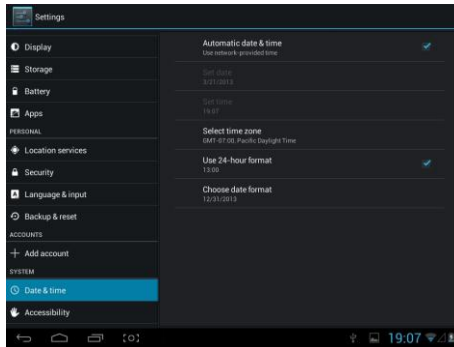 Settings
Display
Storage
Battery
Apps
PERSONAL
Location services
Security
Language & input
Backup & reset
ACCOUNTS
Add account
SYSTEM
Date & time
Accessibility
Automatic date & time
Use network-provided time
Set date
3/21/2013
Set time
19:07
Select time zone
GMT-07:00, Pacific Daylight Time
Use 24-hour format
13:00
Choose date format
12/31/2013
19:07